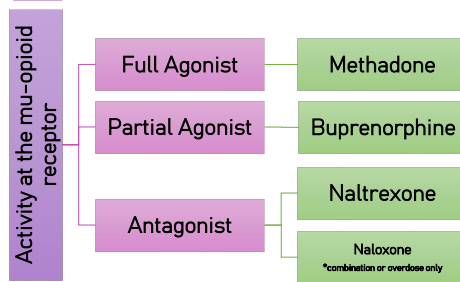 Activity at the mu-opioid
receptor
Full Agonist
Methadone
Partial Agonist
Buprenorphine
Antagonist
Naltrexone
Naloxone
*combination or overdose only